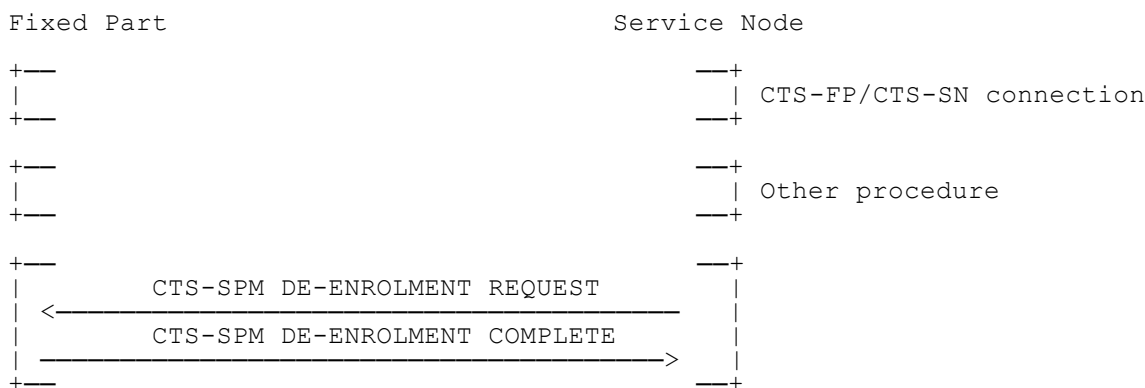 Fixed Part Service Node
CTS-FP/CTS-SN connection
Other procedure
CTS-SPM DE-ENROLMENT REQUEST
CTS-SPM DE-ENROLMENT COMPLETE